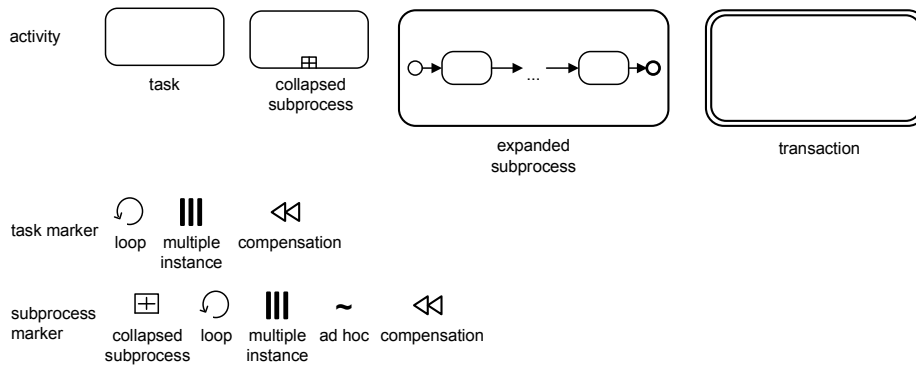 activity
task
collapsed
subprocess
...
expanded
subprocess
transaction
task marker
loop
multiple
instance
compensation
subprocess
marker
collapsed
subprocess
loop
multiple
instance
~
ad hoc
compensation